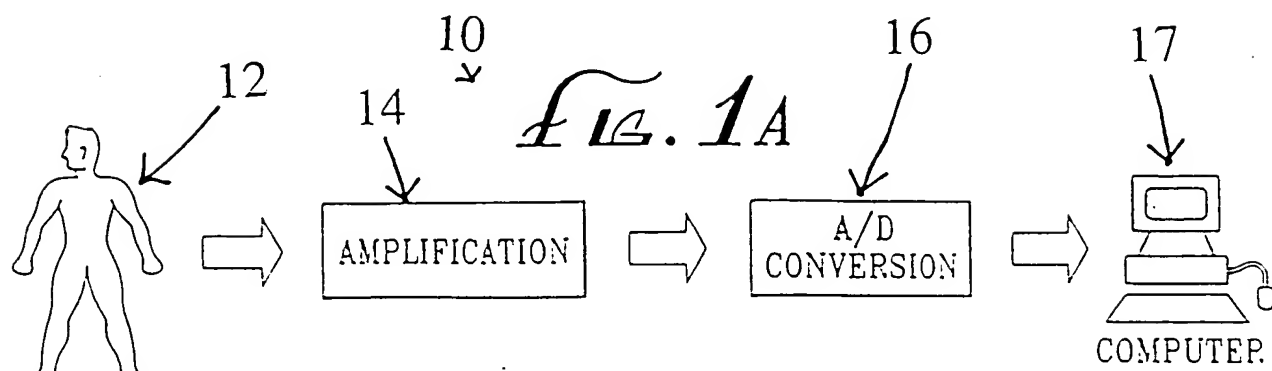 10
16
17
12
14
FIG. 1A
AMPLIFICATION
A/D
CONVERSION
COMPUTER